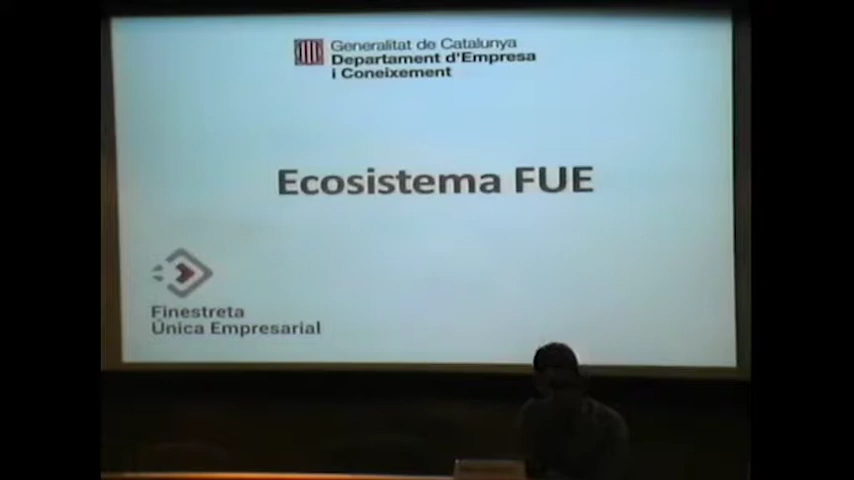 Generalitat de Catalunya
Departament d'Empresa
i Coneixement
Ecosistema FUE
Finestreta
Única Empresarial